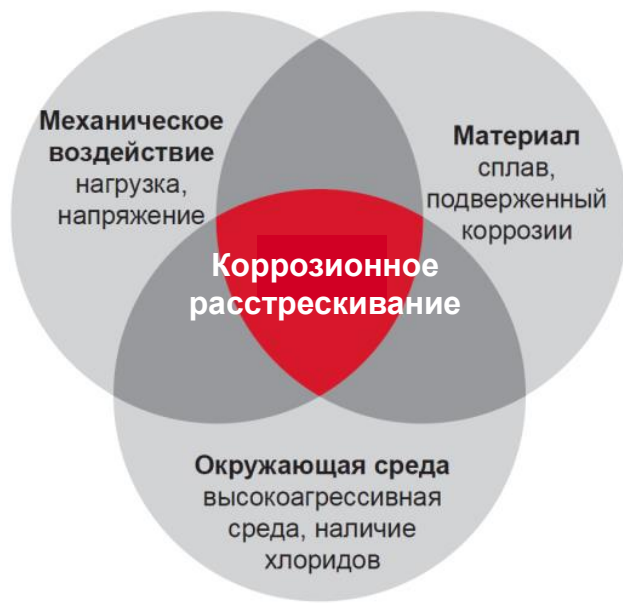 Механическое
воздействие
нагрузка,
напряжение
Материал
сплав,
подверженный
коррозии
Коррозионное
расстрескивание
Окружающая среда
высокоагрессивная
среда, наличие
хлоридов